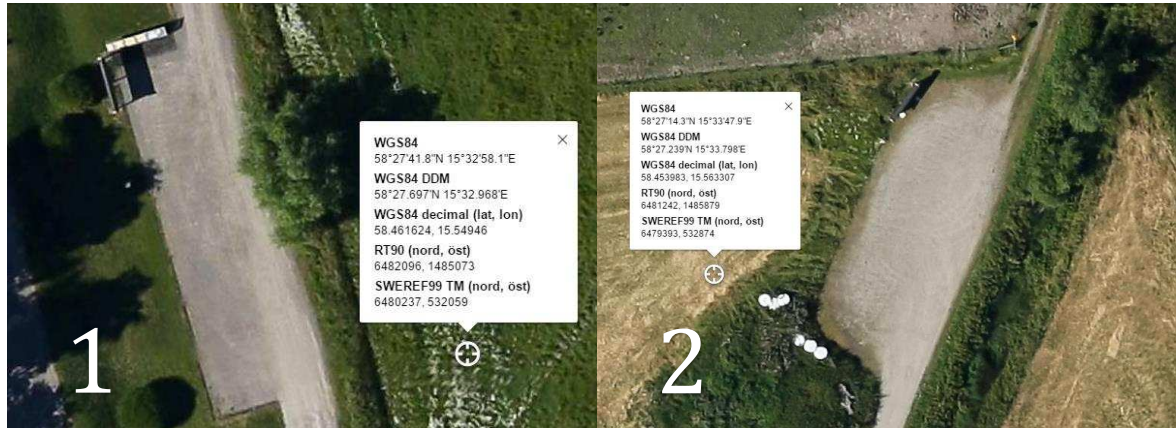 WGS84
58°27'41.8"N 15°32'58.1"E
WGS84 DDM
58°27.697'N 15°32.968'E
WGS84 decimal (lat, lon)
58.461624, 15.54946
RT90 (nord, öst)
6482096, 1485073
SWEREF99 TM (nord, öst)
6480237, 532059
1
WGS84
58°27'14.3"N 15°33'47.9"E
WGS84 DDM
58°27.239'N 15°33.798'E
WGS84 decimal (lat, lon)
58.453983, 15.563307
RT90 (nord, öst)
6481242, 1485879
SWEREF99 TM (nord, öst)
6479393, 532874
2